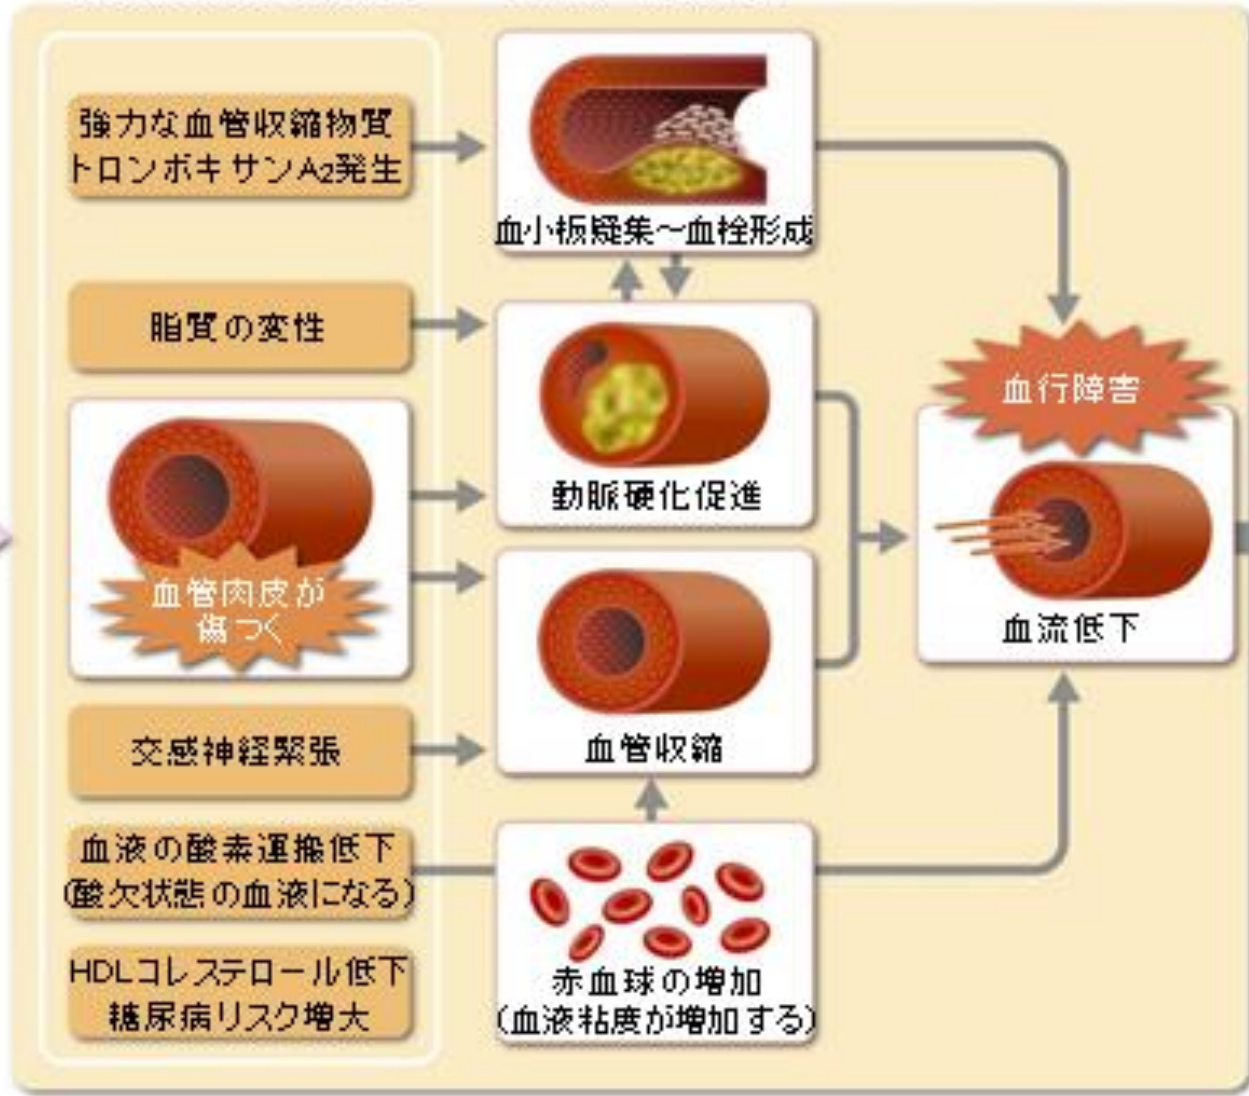 強力な血管収縮物質
トロンボキサンA2発生
脂質の変性
血管肉皮が
傷つく
交感神経緊張
血液の酸素運搬低下
(酸欠状態の血液になる)
HDLコレステロール低下
糖尿病リスク増大
血小板疑集～血栓形成
動脈硬化促進
血管収縮
赤血球の増加
(血液粘度が増加する)
血行障害
血流低下